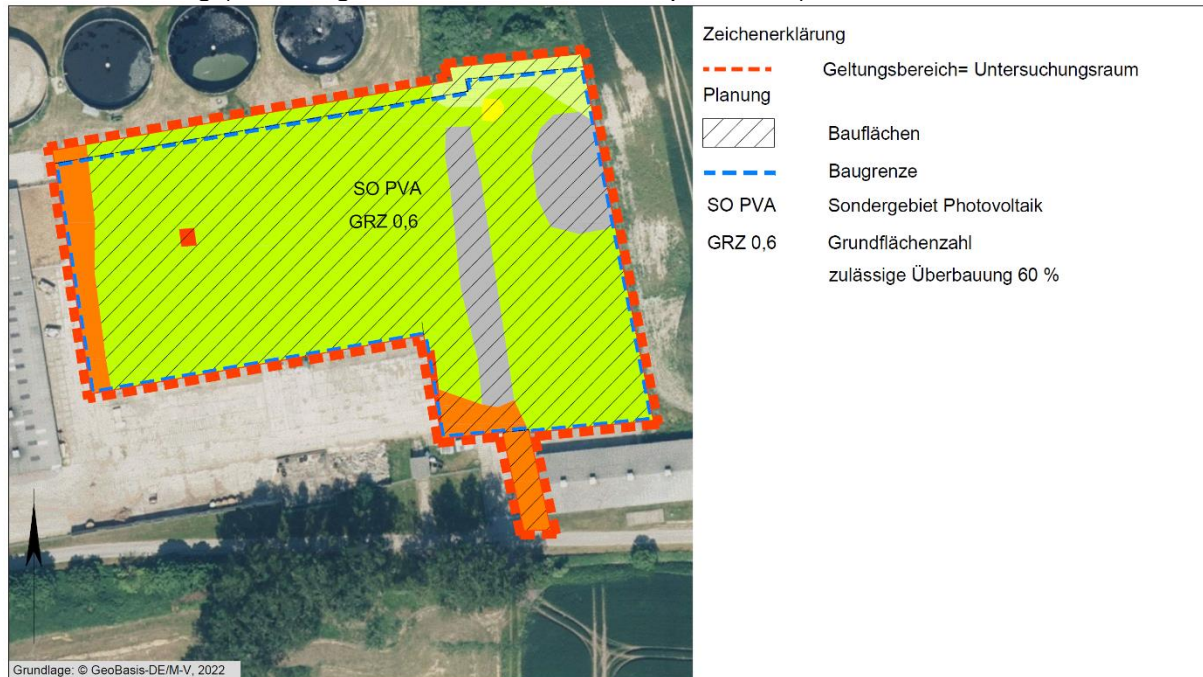 SO PVA
GRZ 0,6
Grundlage: © GeoBasis-DE/M-V, 2022
Zeichenerklärung
Geltungsbereich= Untersuchungsraum
Planung
Bauflächen
Baugrenze
SO PVA Sondergebiet Photovoltaik
GRZ 0,6 Grundflächenzahl
zulässige Überbauung 60 %